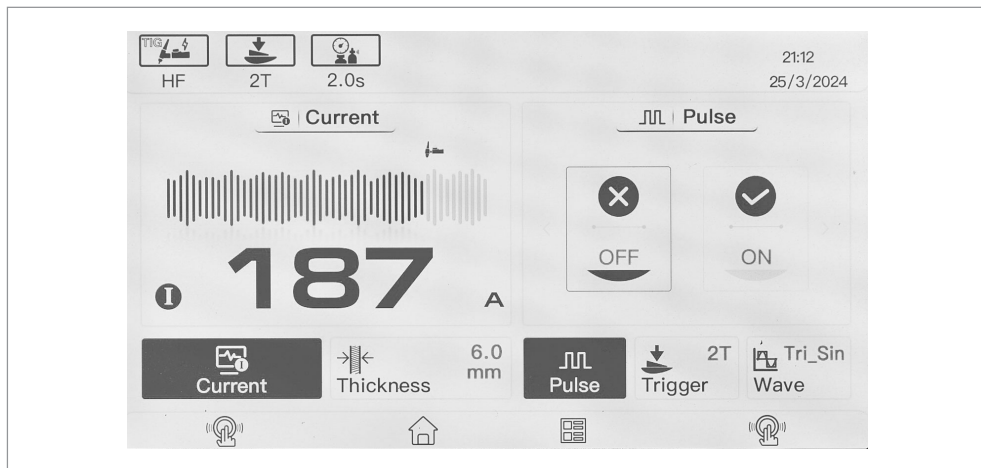 TIG
HF 2T 2.0s
21:12
25/3/2024
Current
Pulse
187 A
OFF ON
Current
Thickness 6.0 mm
Pulse
Trigger 2T
Wave Tri_Sin